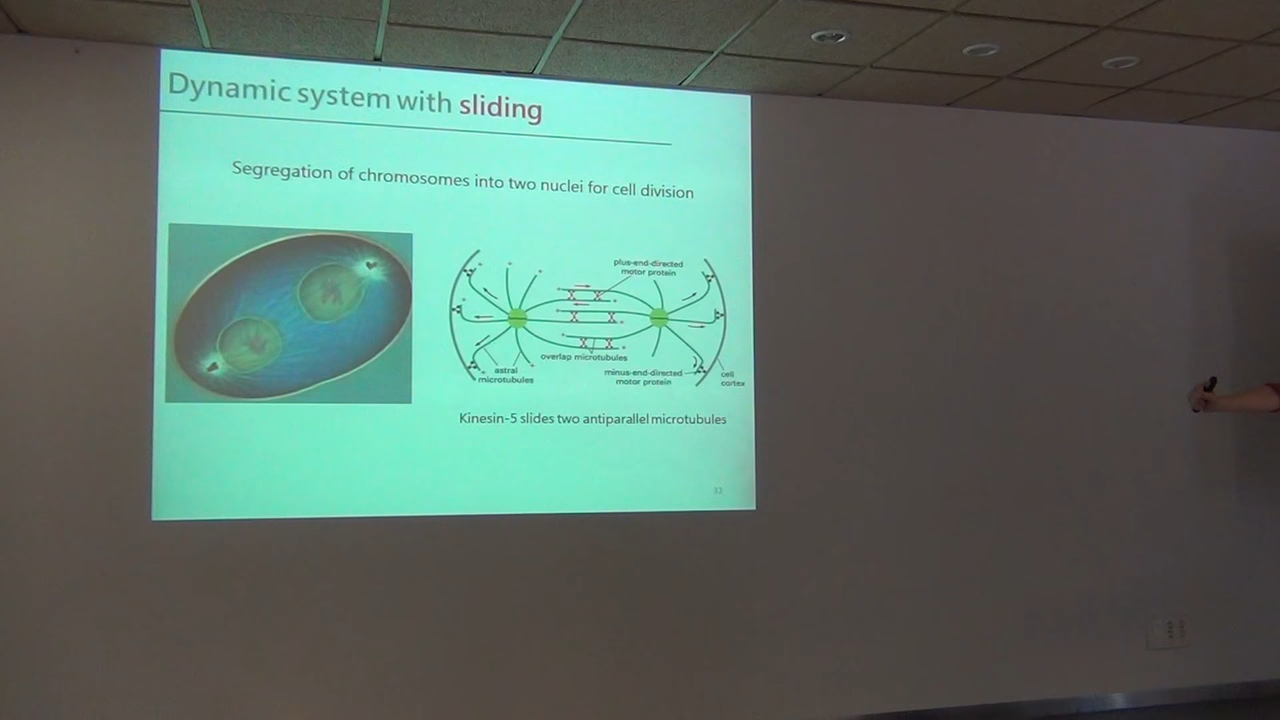 Dynamic system with sliding
Segregation of chromosomes into two nuclei for cell division
plus-end-directed
motor protein
overlap microtubules
astral
microtubules
minus-end-directed
motor protein
cell
cortex
Kinesin-5 slides two antiparallel microtubules